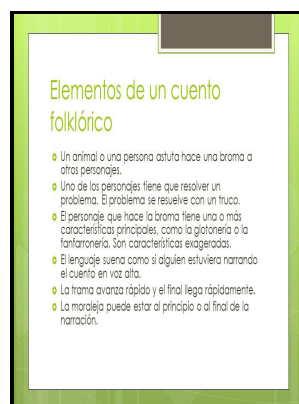 Elementos de un cuento
folklórico
Un animal o una persona astuta hace una broma a
otros personajes.
Uno de los personajes tiene que resolver un
problema. El problema se resuelve con un truco.
El personaje que hace la broma tiene una o más
características principales, como la glotonería o la
fanfarronería. Son características exageradas.
El lenguaje suena como si alguien estuviera narrando
el cuento en voz alta.
La trama avanza rápido y el final llega rápidamente.
La moraleja puede estar al principio o al final de la
narración.